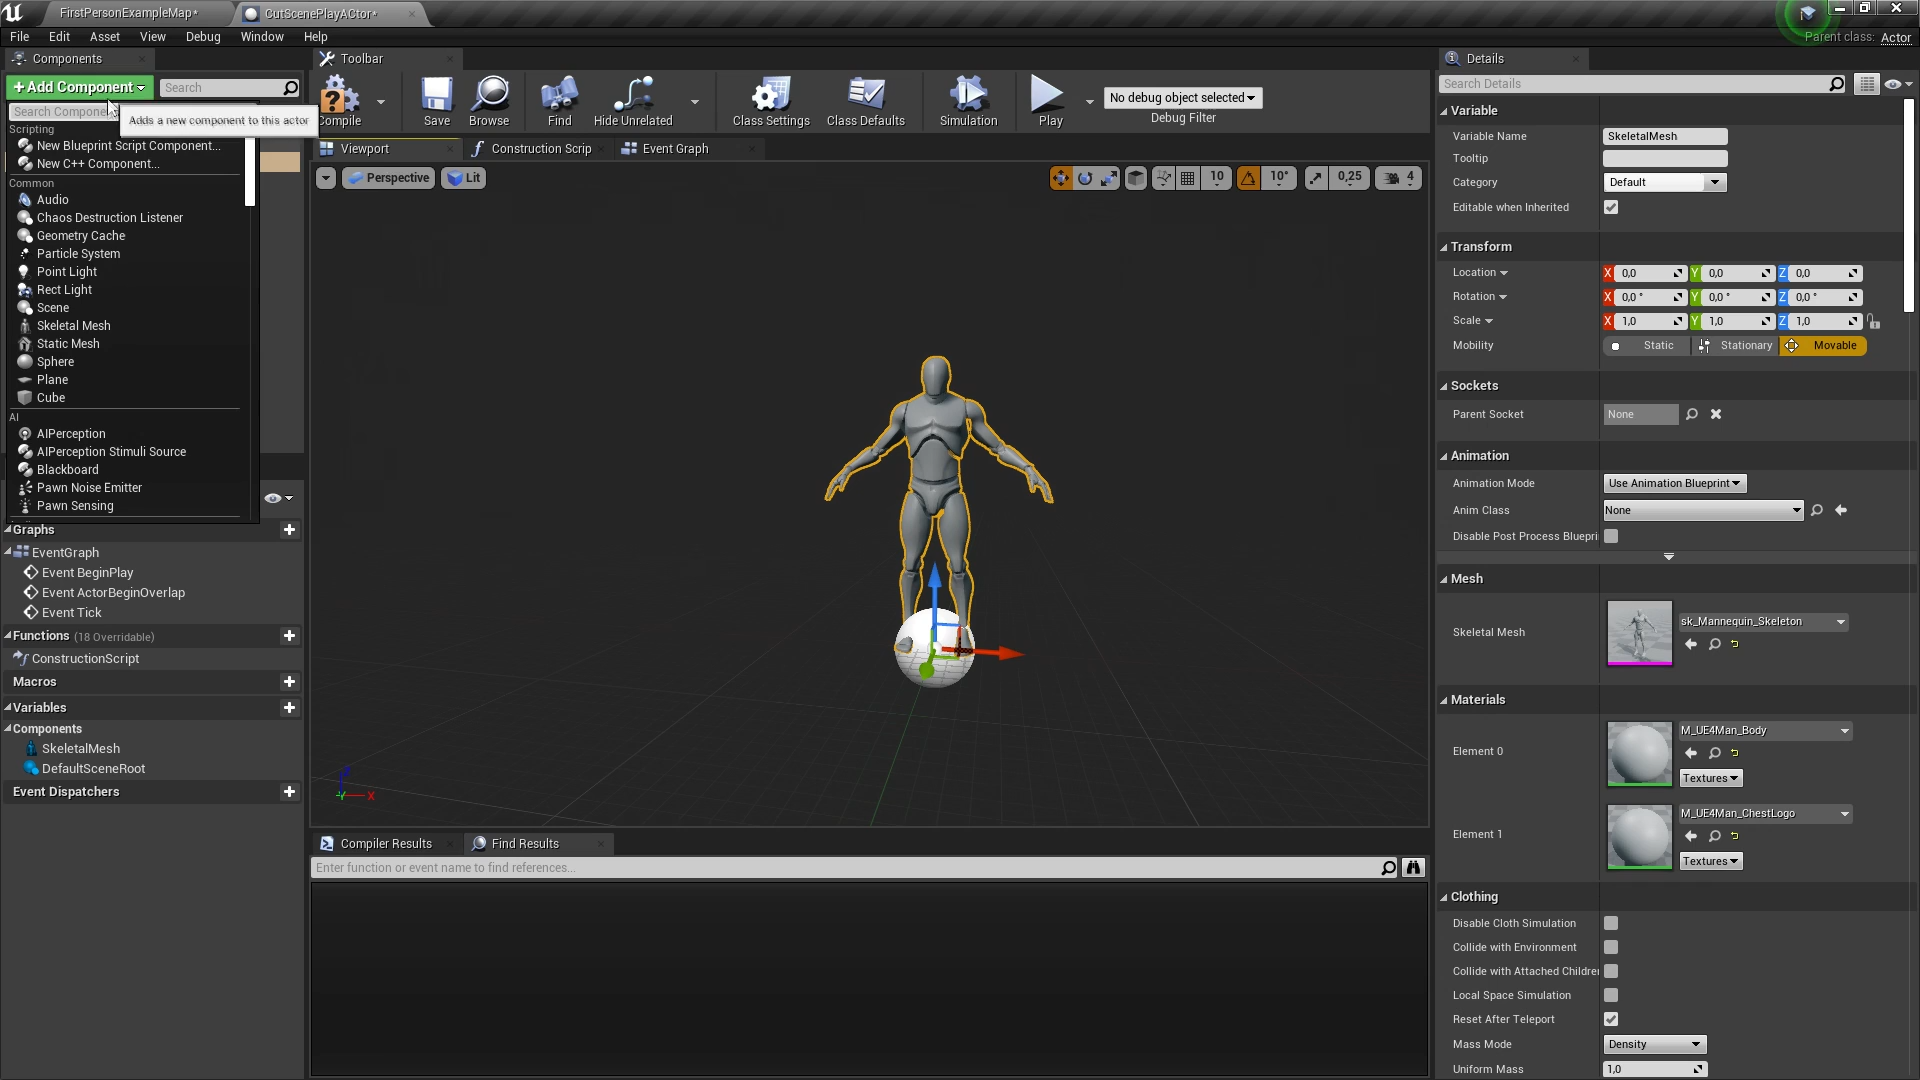 FirstPersonExampleMap*
CutScenePlayACtor*
File Edit Asset View Window Debug Help
Parent class: Actor
Components
+Add Component
Search
Search Componen
Adds a new component to this actor
Scripting
New Blueprint Script Component...
New C++ Component...
Common
Audio
Chaos Destruction Listener
Geometry Cache
Particle System
Point Light
Rect Light
Scene
Skeletal Mesh
Static Mesh
Sphere
Plane
Cube
AI
AIPerception
AIPerception Stimuli Source
Blackboard
Pawn Noise Emitter
Pawn Sensing
Graphs
EventGraph
Event BeginPlay
Event ActorBeginOverlap
Event Tick
Functions (18 Overridable)
ConstructionScript
Macros
Variables
Components
SkeletalMesh
DefaultSceneRoot
Event Dispatchers
Toolbar
Compile
Save
Browse
Find
Hide Unrelated
Class Settings
Class Defaults
Simulation
Play
No debug object selected
Debug Filter
Viewport
Construction Scrip
Event Graph
Perspective
Lit
10
10°
0,25
4
Z
Y
X
Compiler Results
Find Results
Enter function or event name to find references...
Details
Search Details
Variable
Variable Name SkeletalMesh
Tooltip
Category Default
Editable when Inherited
Transform
Location X 0,0 Y 0,0 Z 0,0
Rotation X 0,0 ° Y 0,0 ° Z 0,0 °
Scale X 1,0 Y 1,0 Z 1,0
Mobility Static Stationary Movable
Sockets
Parent Socket None
Animation
Animation Mode Use Animation Blueprint
Anim Class None
Disable Post Process Bluepri
Mesh
Skeletal Mesh sk_Mannequin_Skeleton
Materials
Element 0 M_UE4Man_Body
Textures
Element 1 M_UE4Man_ChestLogo
Textures
Clothing
Disable Cloth Simulation
Collide with Environment
Collide with Attached Childre
Local Space Simulation
Reset After Teleport
Mass Mode Density
Uniform Mass 1,0